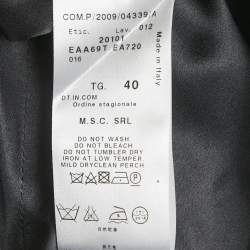 COM.P/2009/04339/A
Etic. Lav. 012
20101
EAA69T EA720
016
Made in Italy
TG. 40
DT IN.COM
Ordine stagionale
M.S.C. SRL
DO NOT WASH
DO NOT BLEACH
DO NOT TUMBLER DRY
IRON AT LOW TEMPER.
MILD DRYCLEAN PERCH